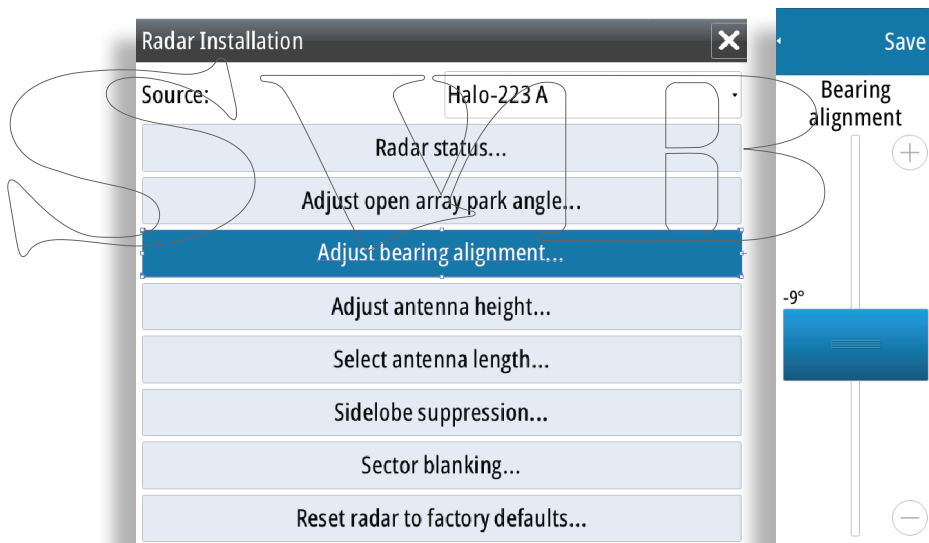 Radar Installation
Source:
Halo-223 A
Radar status...
Adjust open array park angle...
Adjust bearing alignment...
Adjust antenna height...
Select antenna length...
Sidelobe suppression...
Sector blanking...
Reset radar to factory defaults...
Save
Bearing
alignment
-9°
SVB